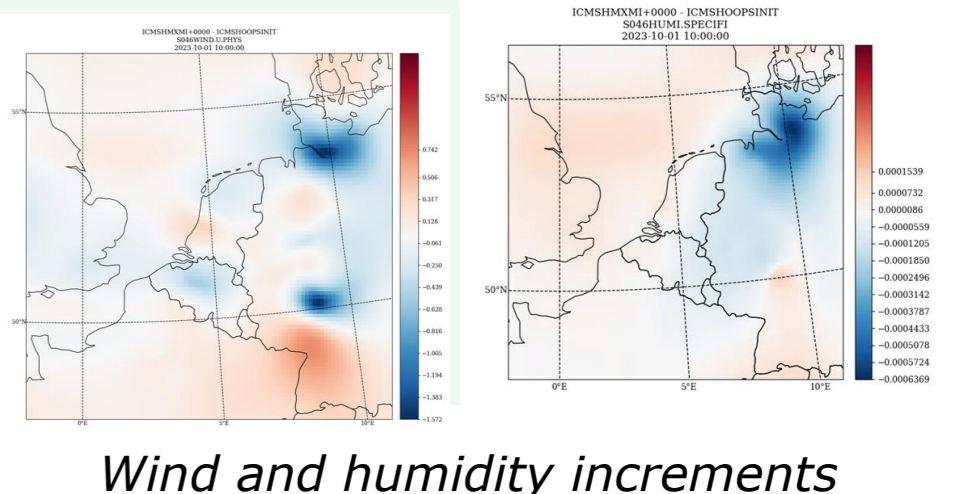 ICMSHMXMI+0000 - ICMSHOOPSINIT
S046WIND.U.PHYS
2023-10-01 10:00:00
55°N
50°N
0°E
5°E
10°E
0.742
0.506
0.317
0.128
−0.061
−0.250
−0.439
−0.628
−0.816
−1.005
−1.194
−1.383
−1.572
ICMSHMXMI+0000 - ICMSHOOPSINIT
S046HUMI.SPECIFI
2023-10-01 10:00:00
55°N
50°N
0°E
5°E
10°E
0.0001539
0.0000732
0.0000086
−0.0000559
−0.0001205
−0.0001850
−0.0002496
−0.0003142
−0.0003787
−0.0004433
−0.0005078
−0.0005724
−0.0006369
Wind and humidity increments